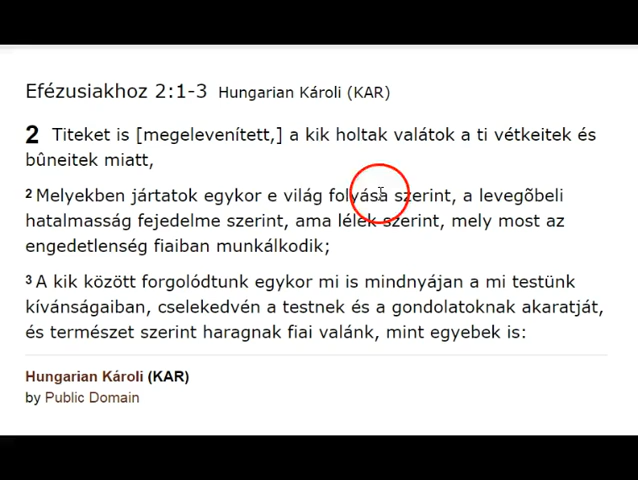 Efézusiakhoz 2:1-3 Hungarian Károli (KAR)
2 Titeket is [megelevenített,] a kik holtak valátok a ti vétkeitek és
bûneitek miatt,
2 Melyekben jártatok egykor e világ folyása szerint, a levegõbeli
hatalmasság fejedelme szerint, ama lélek szerint, mely most az
engedetlenség fiaiban munkálkodik;
3 A kik között forgolódtunk egykor mi is mindnyájan a mi testünk
kívánságaiban, cselekedvén a testnek és a gondolatoknak akaratját,
és természet szerint haragnak fiai valánk, mint egyebek is:
Hungarian Károli (KAR)
by Public Domain